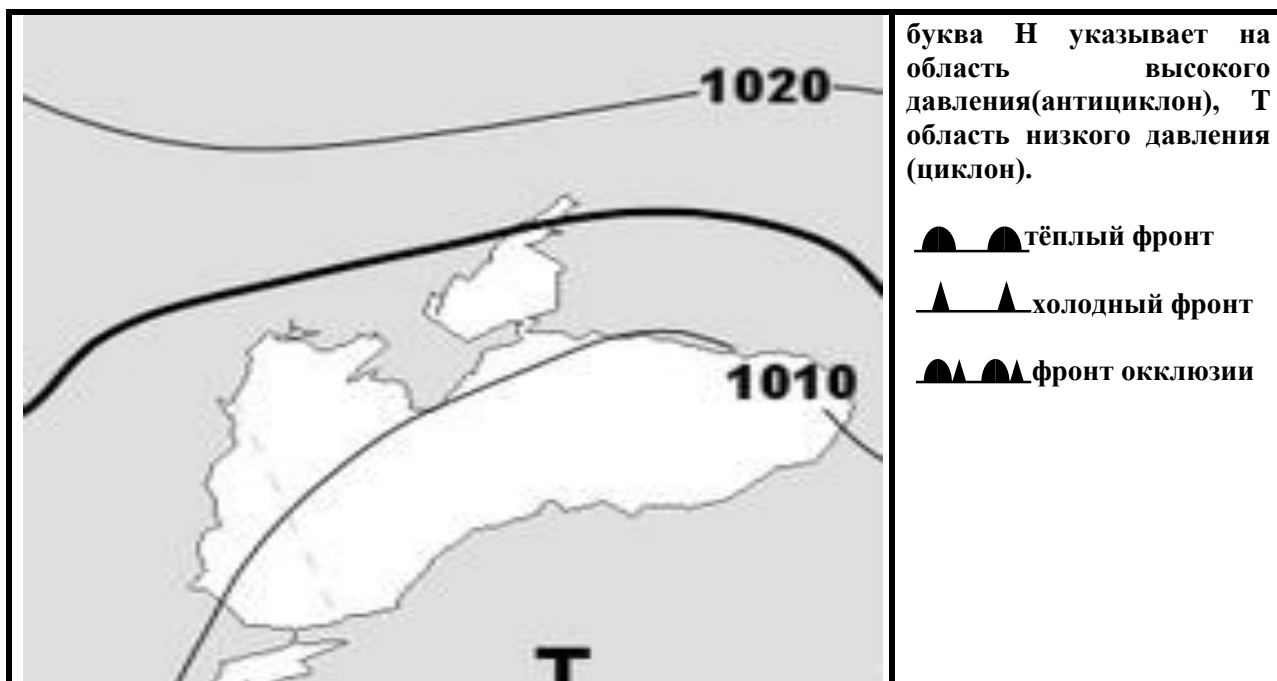 1020
1010
Т
буква Н указывает на
область высокого
давления(антициклон), Т
область низкого давления
(циклон).
тёплый фронт
холодный фронт
фронт окклюзии